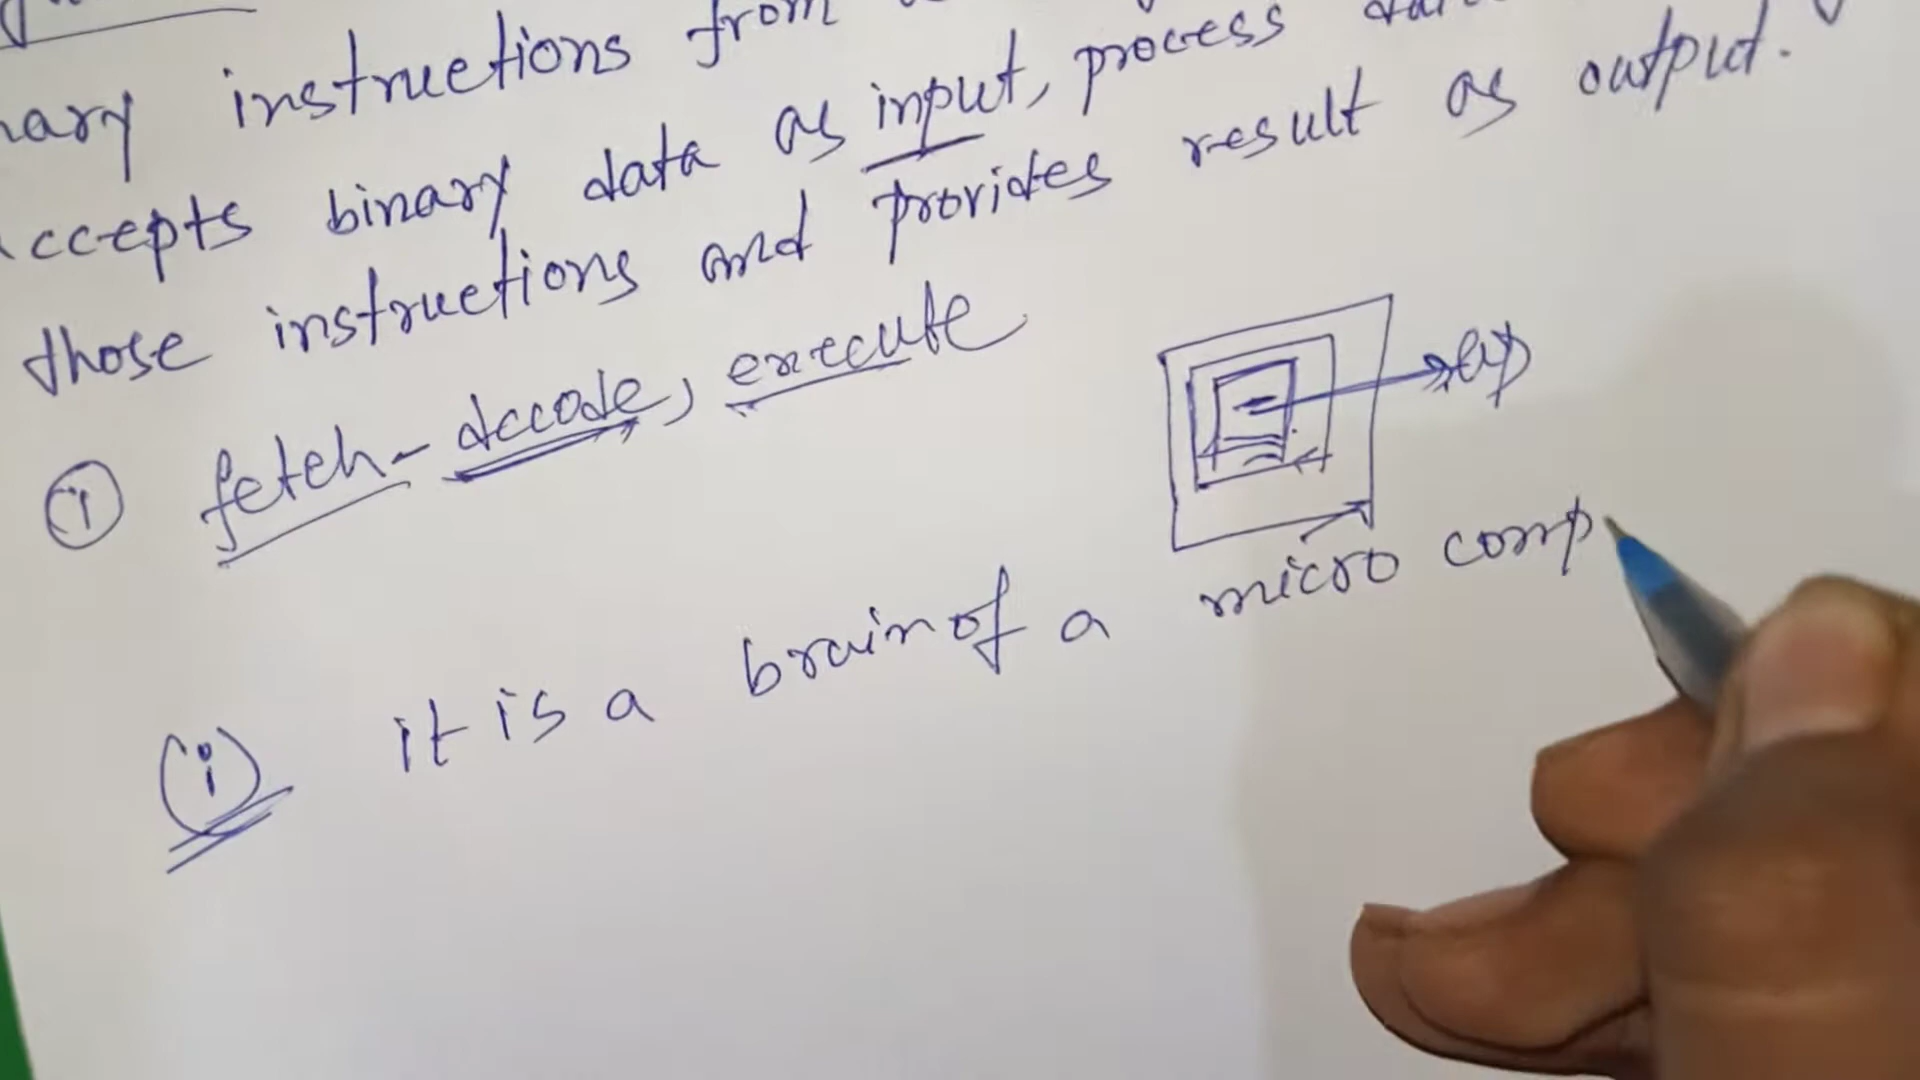 instructions from
ccepts binary data as input, process
those instructions and provides result as output.
① fetch - decode, execute
(i) it is a brain of a micro comp